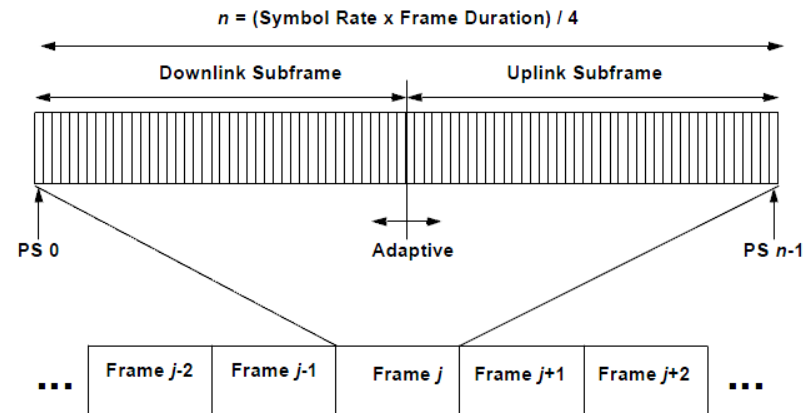 n = (Symbol Rate x Frame Duration) / 4
Downlink Subframe Uplink Subframe
PS 0 Adaptive PS n-1
... Frame j-2 Frame j-1 Frame j Frame j+1 Frame j+2 ...